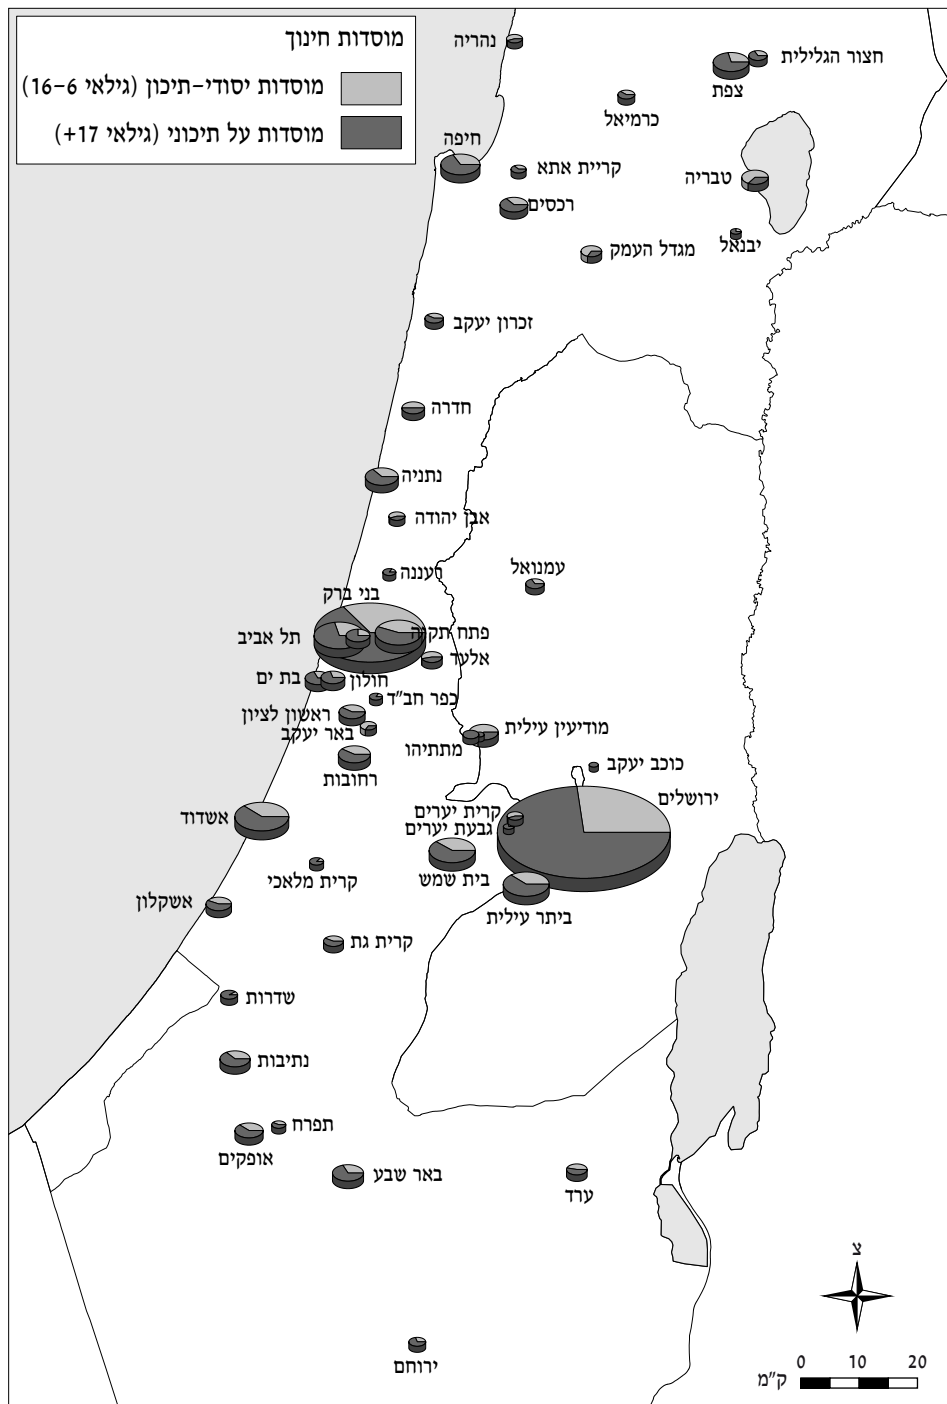 מוסדות חינוך
מוסדות יסודי-תיכון (גילאי 16-6)
מוסדות על תיכוני (גילאי 17+)
נהריה
חצור הגלילית
צפת
כרמיאל
חיפה
קריית אתא
טבריה
רכסים
יבנאל
מגדל העמק
זכרון יעקב
חדרה
נתניה
אבן יהודה
רעננה
עמנואל
בני ברק
פתח תקוה
תל אביב
אלעד
חולון
בת ים
כפר חב"ד
ראשון לציון
באר יעקב
מודיעין עילית
מתתיהו
רחובות
כוכב יעקב
ירושלים
קרית יערים
גבעת יערים
אשדוד
בית שמש
קרית מלאכי
ביתר עילית
אשקלון
קרית גת
שדרות
נתיבות
תפרח
אופקים
באר שבע
ערד
צ
ירוחם
0 10 20
ק"מ